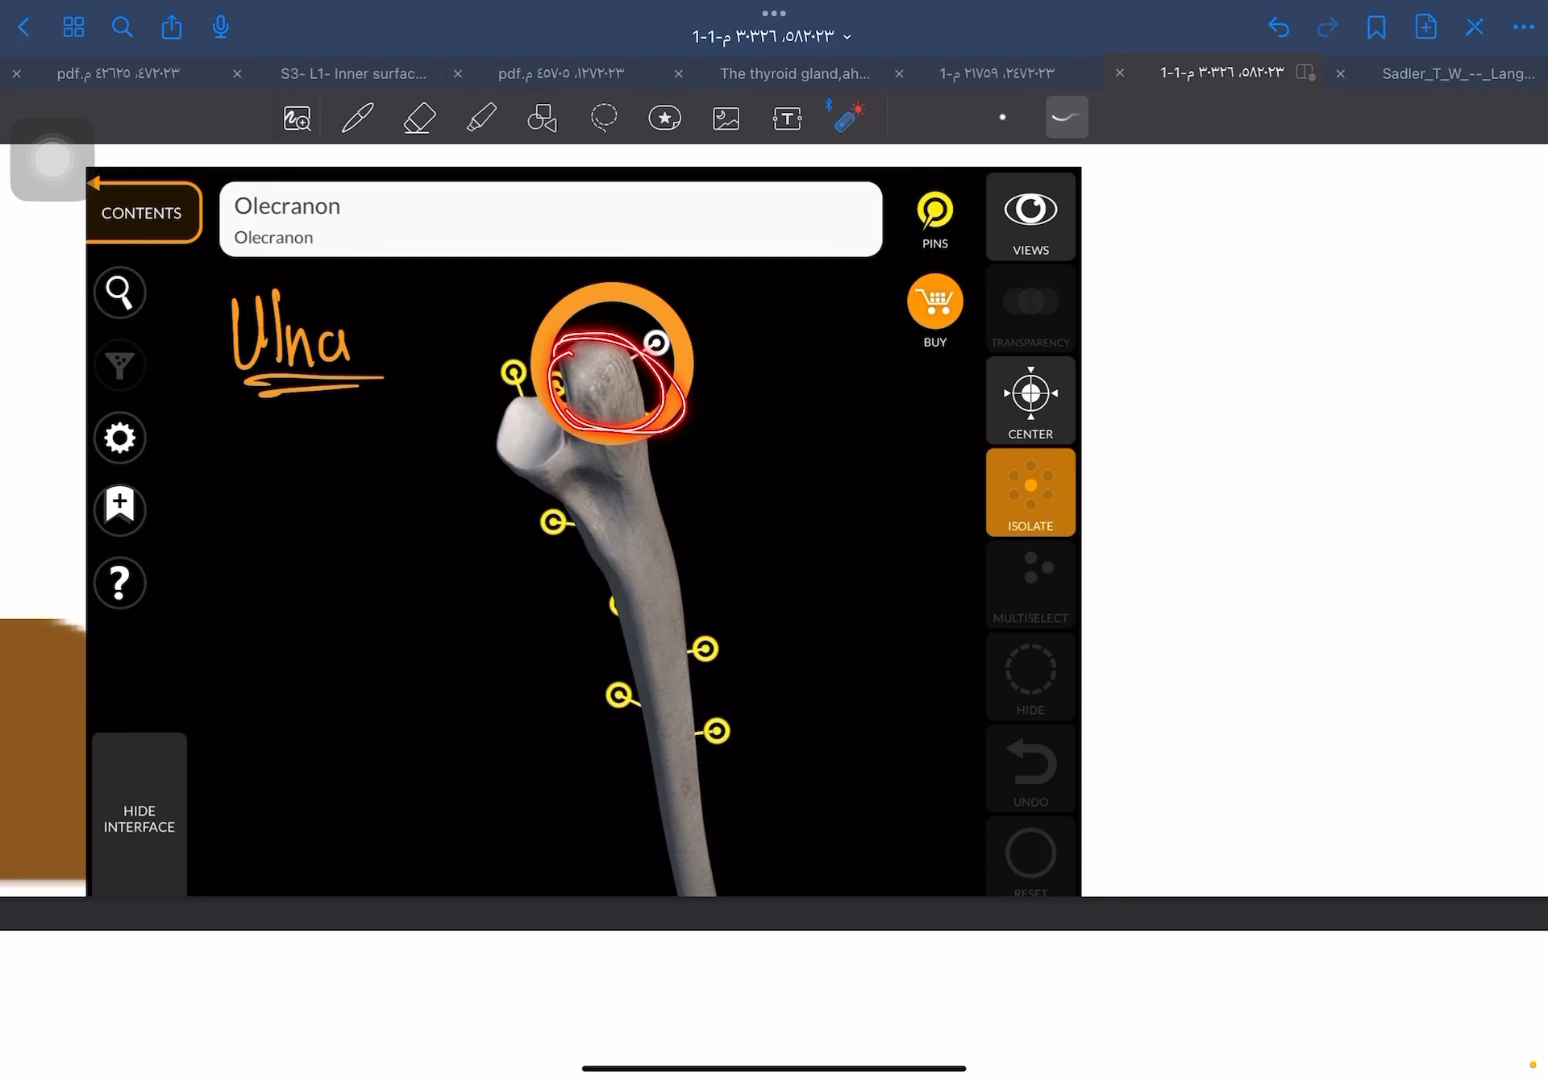 1-1-م ٣٠٣٢٦ ،٥٨٢٠٢٣
٤٧٢٠٢٣، ٤٢٦٢٥ م.pdf
S3- L1- Inner surfac...
١٢٧٢٠٢٣، ٤٥٧٠٥ م.pdf
The thyroid gland,ah...
1-م ٢١٧٥٩ ،٢٤٧٢٠٢٣
1-1-م ٣٠٣٢٦ ،٥٨٢٠٢٣
Sadler_T_W_--_Lang...
CONTENTS
Olecranon
Olecranon
PINS
VIEWS
BUY
TRANSPARENCY
Ulna
CENTER
ISOLATE
MULTISELECT
HIDE
UNDO
HIDE
INTERFACE
RESET